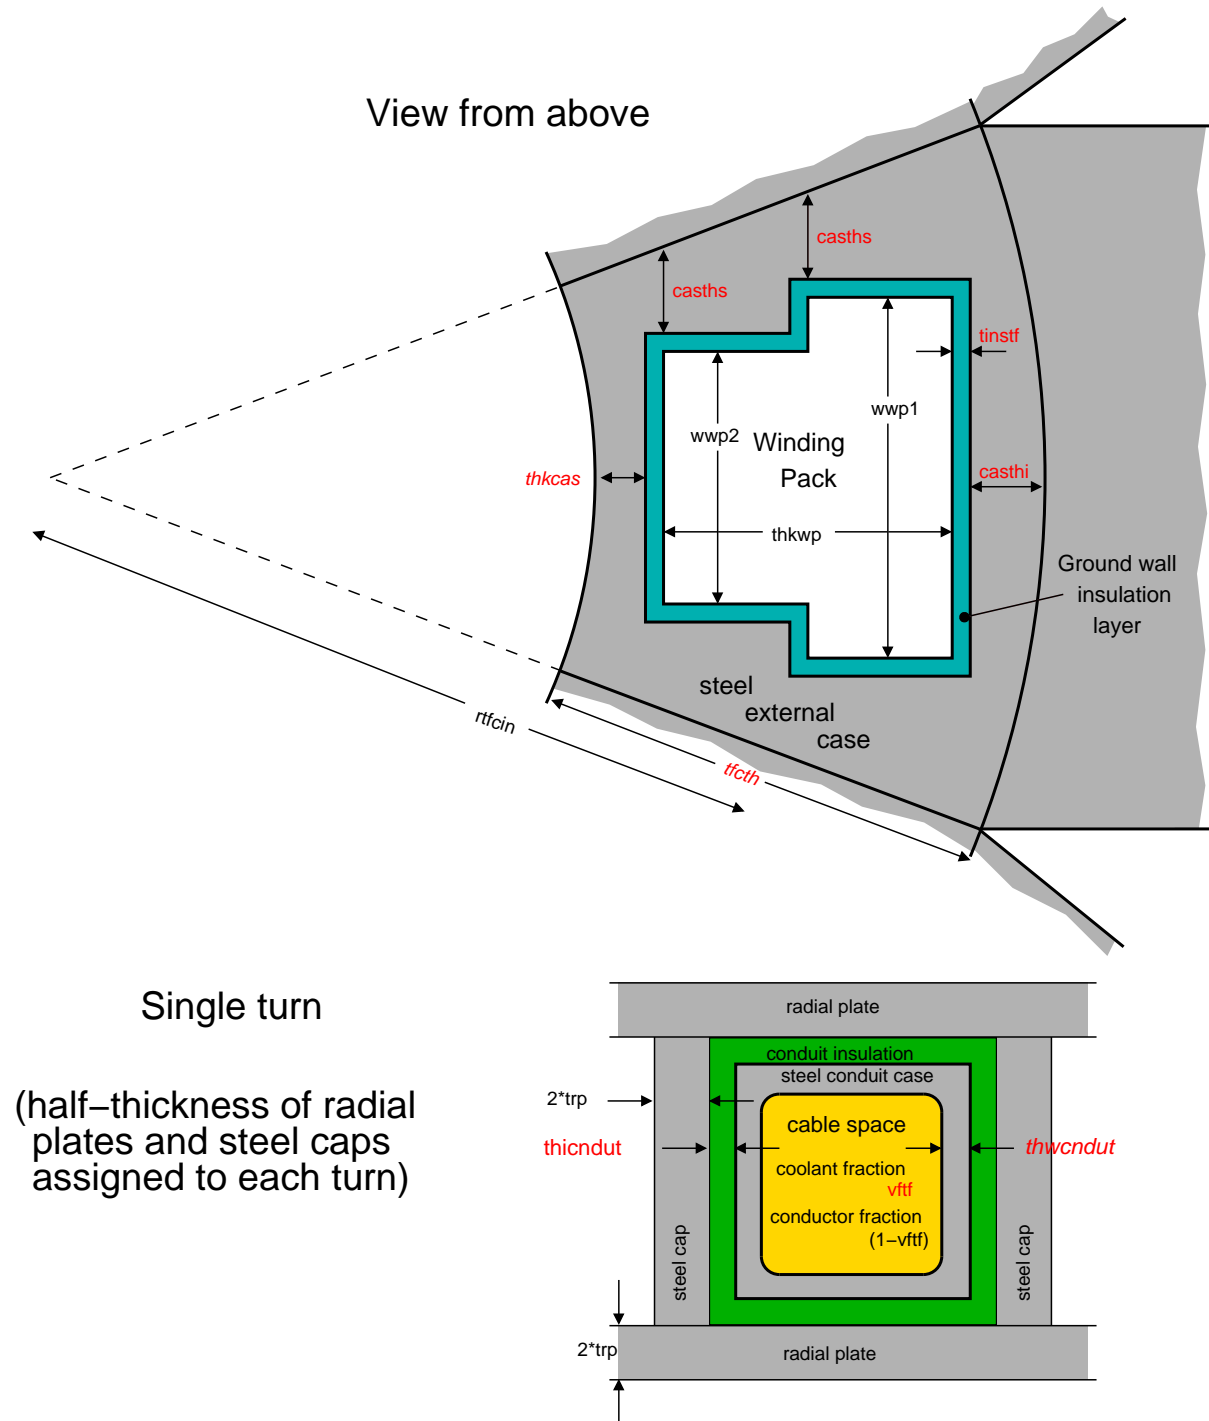 View from above
casths
casths
tinstf
wwp1
wwp2
Winding
Pack
thkcas
casthi
thkwp
Ground wall
insulation
layer
steel
external
case
rtfcin
tfcth
Single turn
(half−thickness of radial
plates and steel caps
assigned to each turn)
radial plate
conduit insulation
steel conduit case
2*trp
cable space
thicndut
thwcndut
coolant fraction
vftf
conductor fraction
(1−vftf)
steel cap
steel cap
2*trp
radial plate